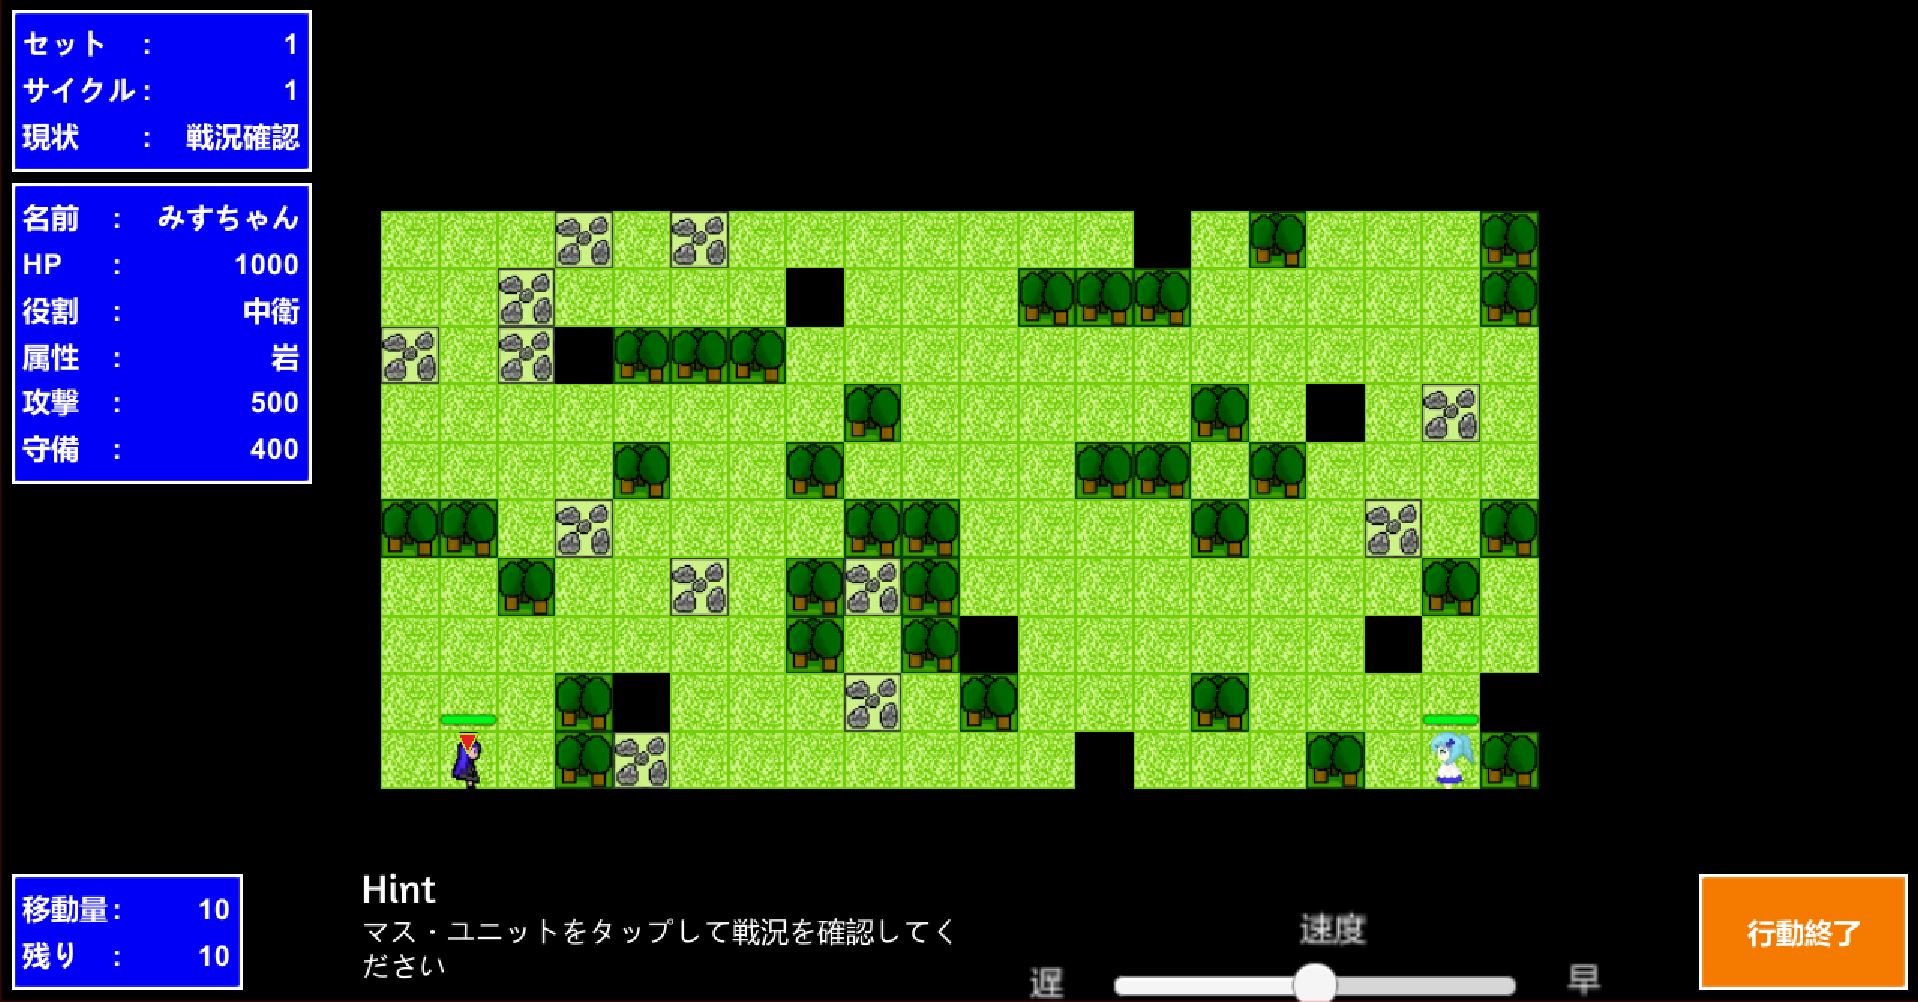 セット : 1
サイクル : 1
現状 : 戦況確認
名前 : みすちゃん
HP : 1000
役割 : 中衛
属性 : 岩
攻撃 : 500
守備 : 400
移動量 : 10
残り : 10
Hint
マス・ユニットをタップして戦況を確認してく
ださい
速度
遅
早
行動終了